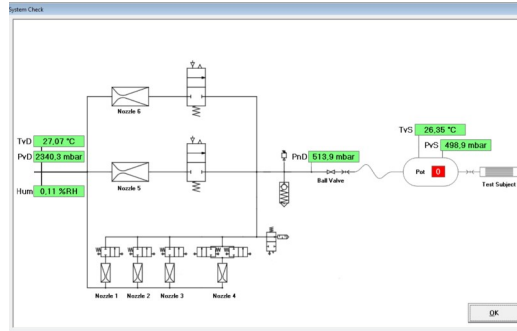 System Check
Nozzle 6
TvD 27,07 °C
PvD 2340,3 mbar
Hum 0,11 %RH
Nozzle 5
PnD 513,9 mbar
Ball Valve
TvS 26,35 °C
PvS 498,9 mbar
Pot 0
Test Subject
Nozzle 1 Nozzle 2 Nozzle 3 Nozzle 4
OK